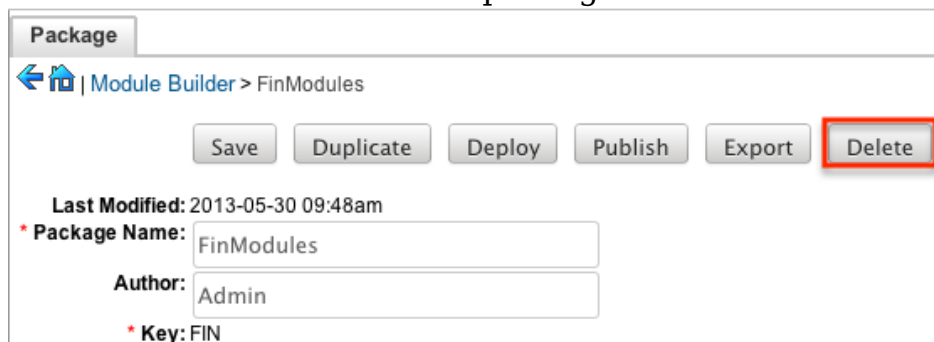 Package
| Module Builder > FinModules
Save Duplicate Deploy Publish Export Delete
Last Modified: 2013-05-30 09:48am
* Package Name: FinModules
Author: Admin
* Key: FIN